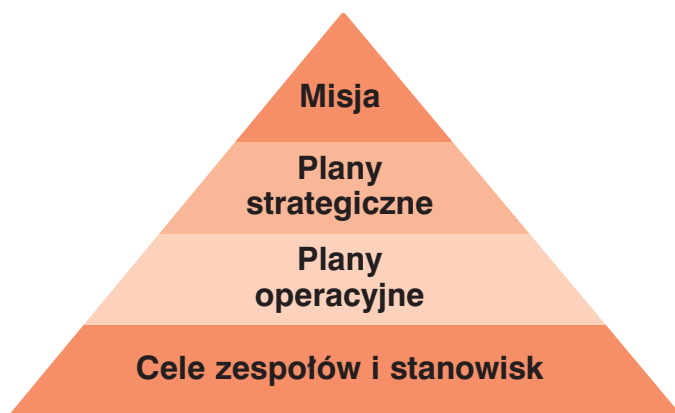 Misja
Plany
strategiczne
Plany
operacyjne
Cele zespołów i stanowisk